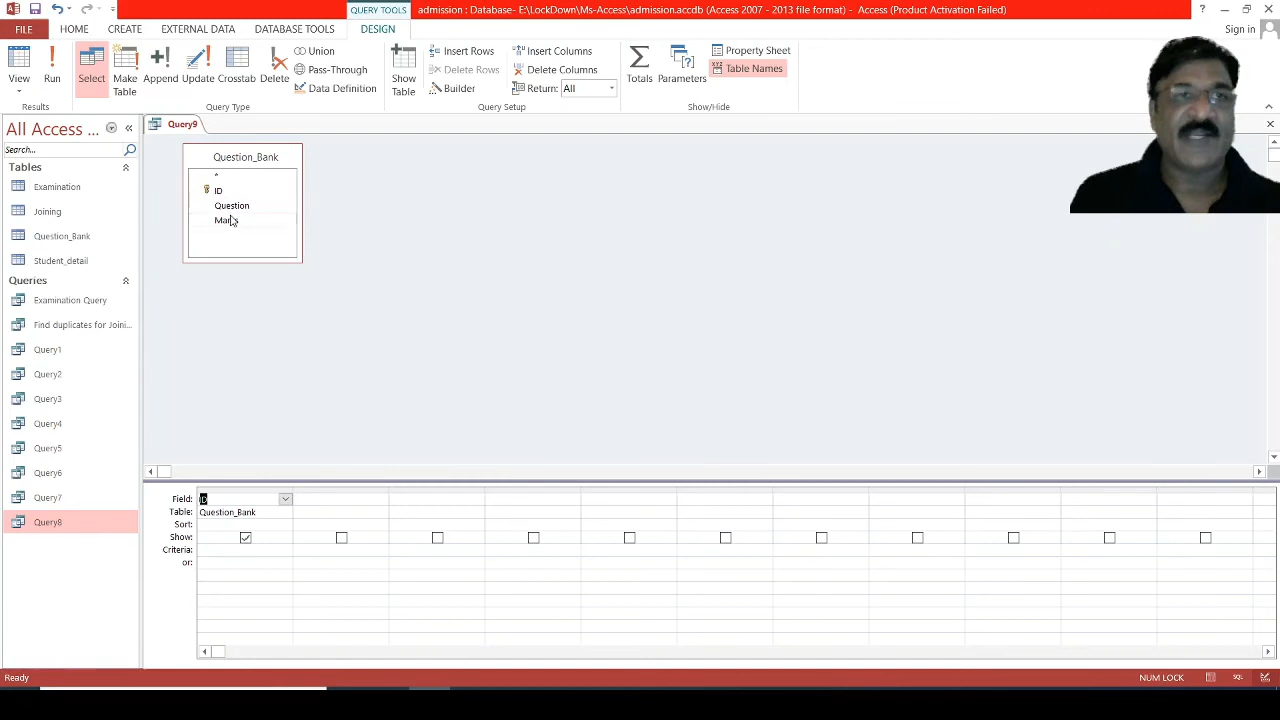 QUERY TOOLS
admission : Database- E:\LockDown\Ms-Access\admission.accdb (Access 2007 - 2013 file format) - Access (Product Activation Failed)
FILE HOME CREATE EXTERNAL DATA DATABASE TOOLS DESIGN Sign in
View Run Select Make Table Append Update Crosstab Delete
Union
Pass-Through
Data Definition
Show Table
Insert Rows
Delete Rows
Builder
Insert Columns
Delete Columns
Return: All
Totals Parameters
Property Sheet
Table Names
Results Query Type Query Setup Show/Hide
All Access ...
Search...
Tables
Examination
Joining
Question_Bank
Student_detail
Queries
Examination Query
Find duplicates for Joini...
Query1
Query2
Query3
Query4
Query5
Query6
Query7
Query8
Query9
Question_Bank
*
ID
Question
Marks
Field: ID
Table: Question_Bank
Sort:
Show:
Criteria:
or:
Ready NUM LOCK SQL